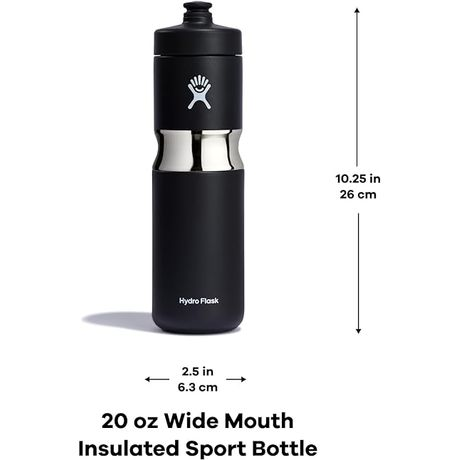 10.25 in
26 cm
Hydro Flask
2.5 in
6.3 cm
20 oz Wide Mouth
Insulated Sport Bottle